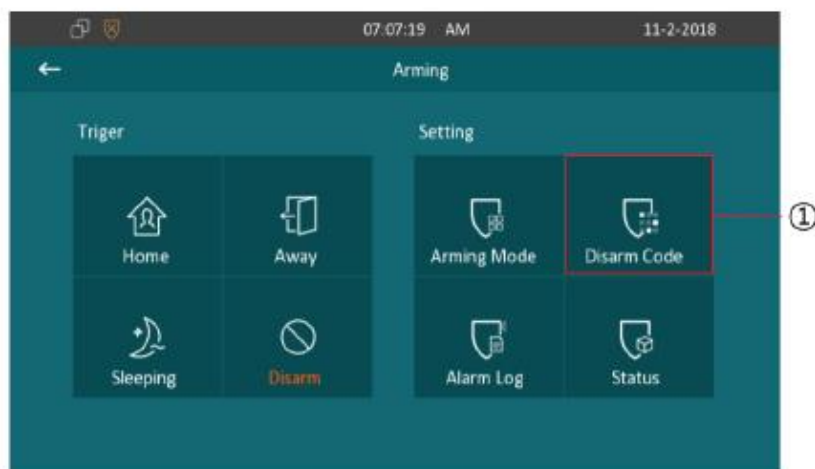 07:07:19 AM 11-2-2018
Arming
Triger
Setting
Home
Away
Arming Mode
Disarm Code
①
Sleeping
Disarm
Alarm Log
Status